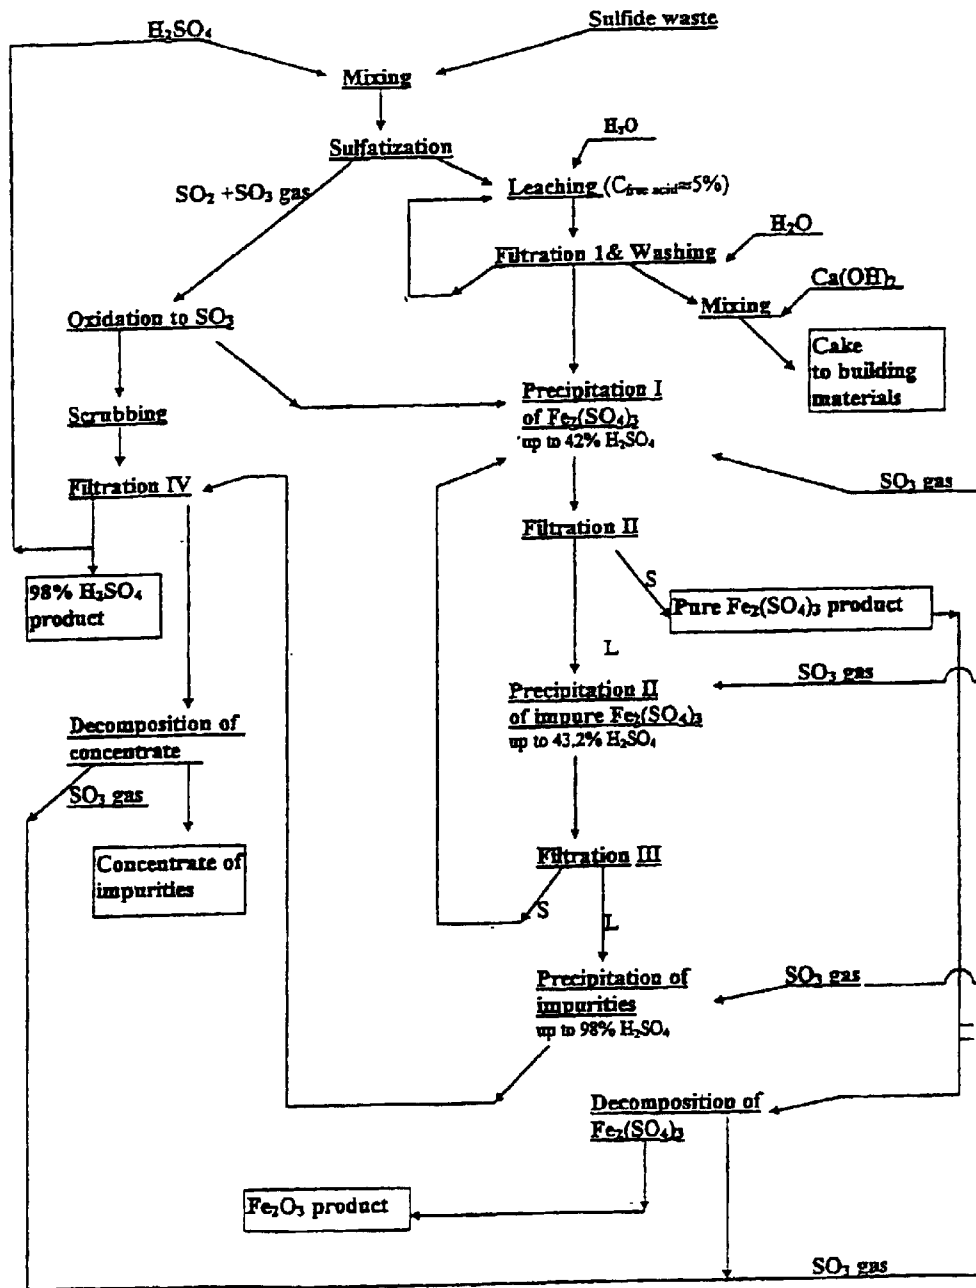 H₂SO₄
Sulfide waste
Mixing
Sulfatization
H₂O
SO₂ +SO₃ gas
Leaching (C free acid≈5%)
H₂O
Filtration 1& Washing
Ca(OH)₂
Mixing
Oxidation to SO₃
Cake
to building
materials
Precipitation I
of Fe₂(SO₄)₃
up to 42% H₂SO₄
Scrubbing
Filtration IV
SO₃ gas
Filtration II
98% H₂SO₄
product
S
Pure Fe₂(SO₄)₃ product
L
SO₃ gas
Precipitation II
of impure Fe₂(SO₄)₃
up to 43,2% H₂SO₄
Decomposition of
concentrate
SO₃ gas
Filtration III
Concentrate of
impurities
S
L
Precipitation of
impurities
up to 98% H₂SO₄
SO₃ gas
Decomposition of
Fe₂(SO₄)₃
Fe₂O₃ product
SO₃ gas